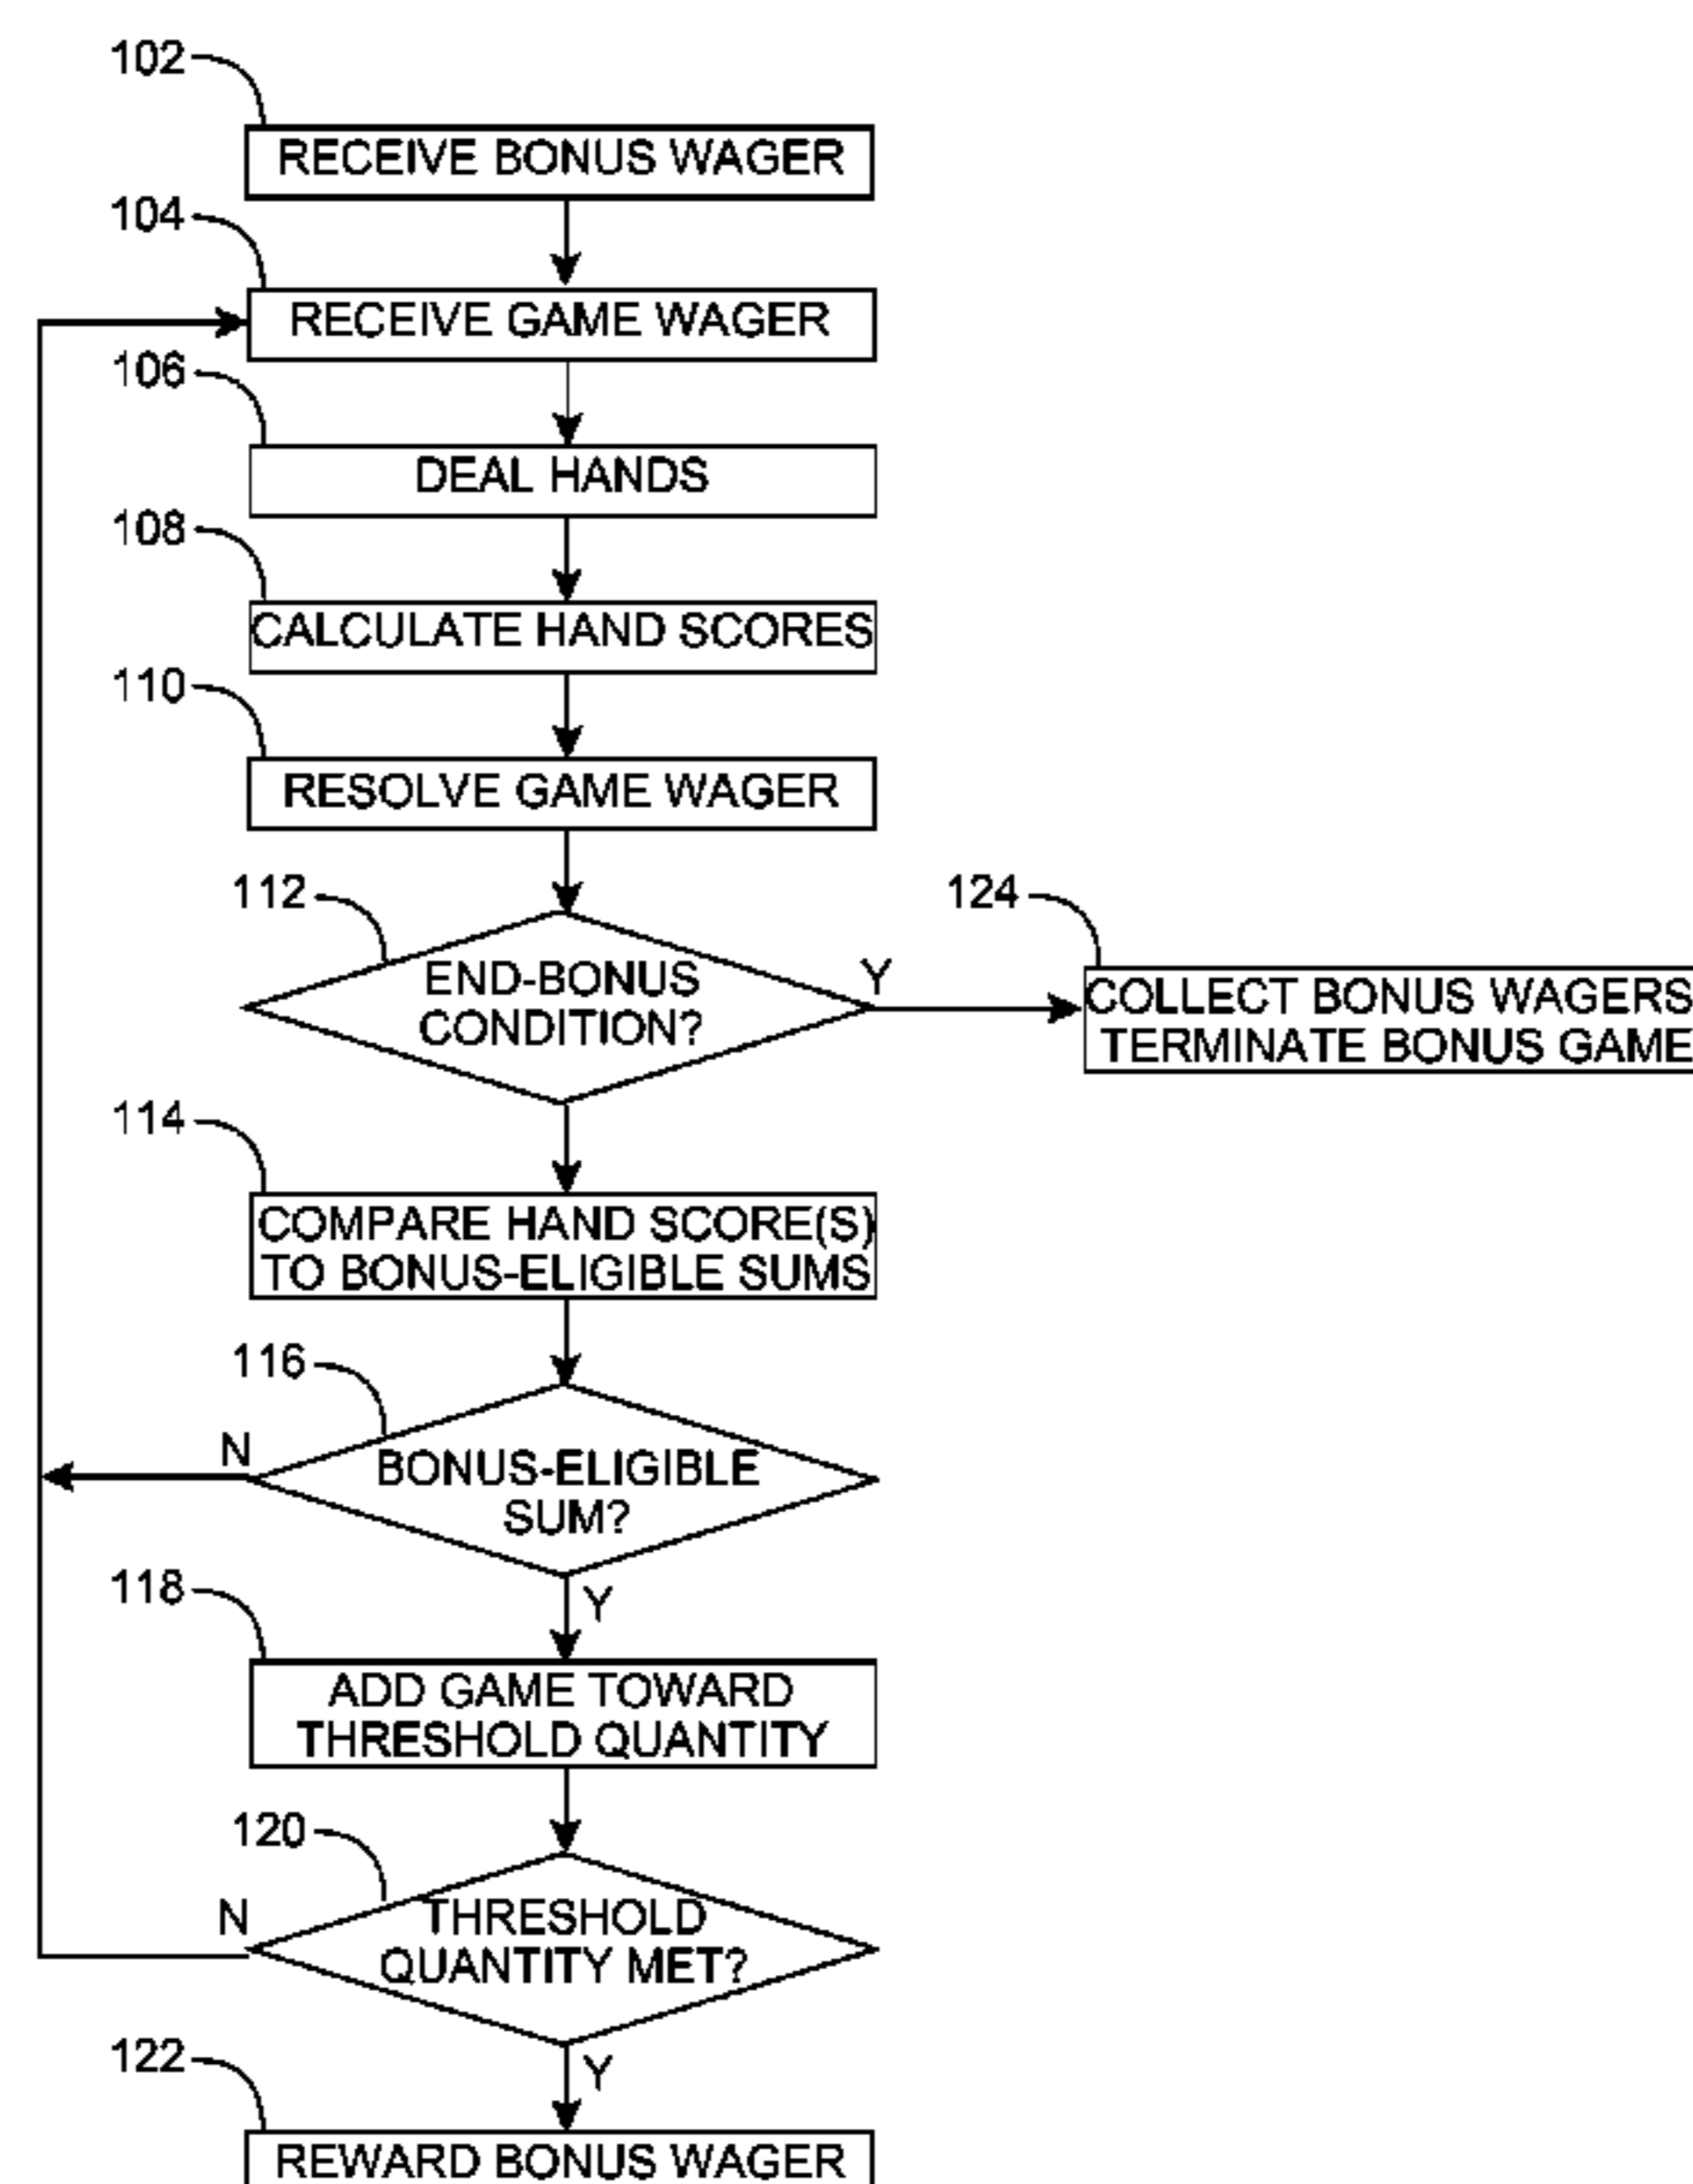 102
RECEIVE BONUS WAGER
104
RECEIVE GAME WAGER
106
DEAL HANDS
108
CALCULATE HAND SCORES
110
RESOLVE GAME WAGER
112
END-BONUS
CONDITION?
Y
124
COLLECT BONUS WAGERS
TERMINATE BONUS GAME
114
COMPARE HAND SCORE(S)
TO BONUS-ELIGIBLE SUMS
116
N
BONUS-ELIGIBLE
SUM?
Y
118
ADD GAME TOWARD
THRESHOLD QUANTITY
120
N
THRESHOLD
QUANTITY MET?
Y
122
REWARD BONUS WAGER